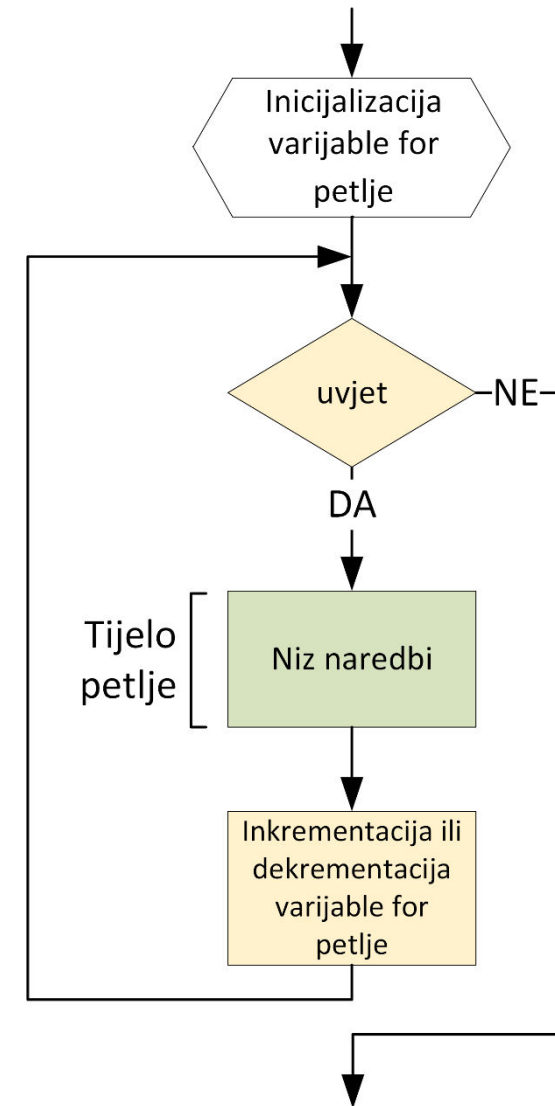 Inicijalizacija
varijable for
petlje
uvjet
NE
DA
Tijelo
petlje
Niz naredbi
Inkrementacija ili
dekrementacija
varijable for
petlje